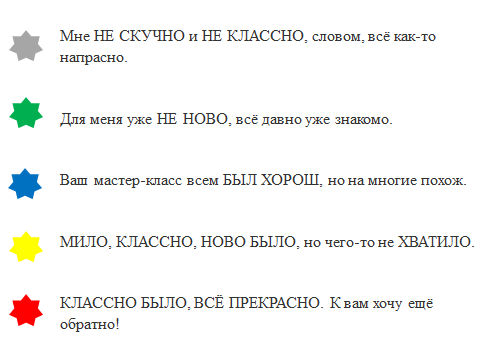 Мне НЕ СКУЧНО и НЕ КЛАССНО, словом, всё как-то
напрасно.
Для меня уже НЕ НОВО, всё давно уже знакомо.
Ваш мастер-класс всем БЫЛ ХОРОШ, но на многие похож.
МИЛО, КЛАССНО, НОВО БЫЛО, но чего-то не ХВАТИЛО.
КЛАССНО БЫЛО, ВСЁ ПРЕКРАСНО. К вам хочу ещё
обратно!